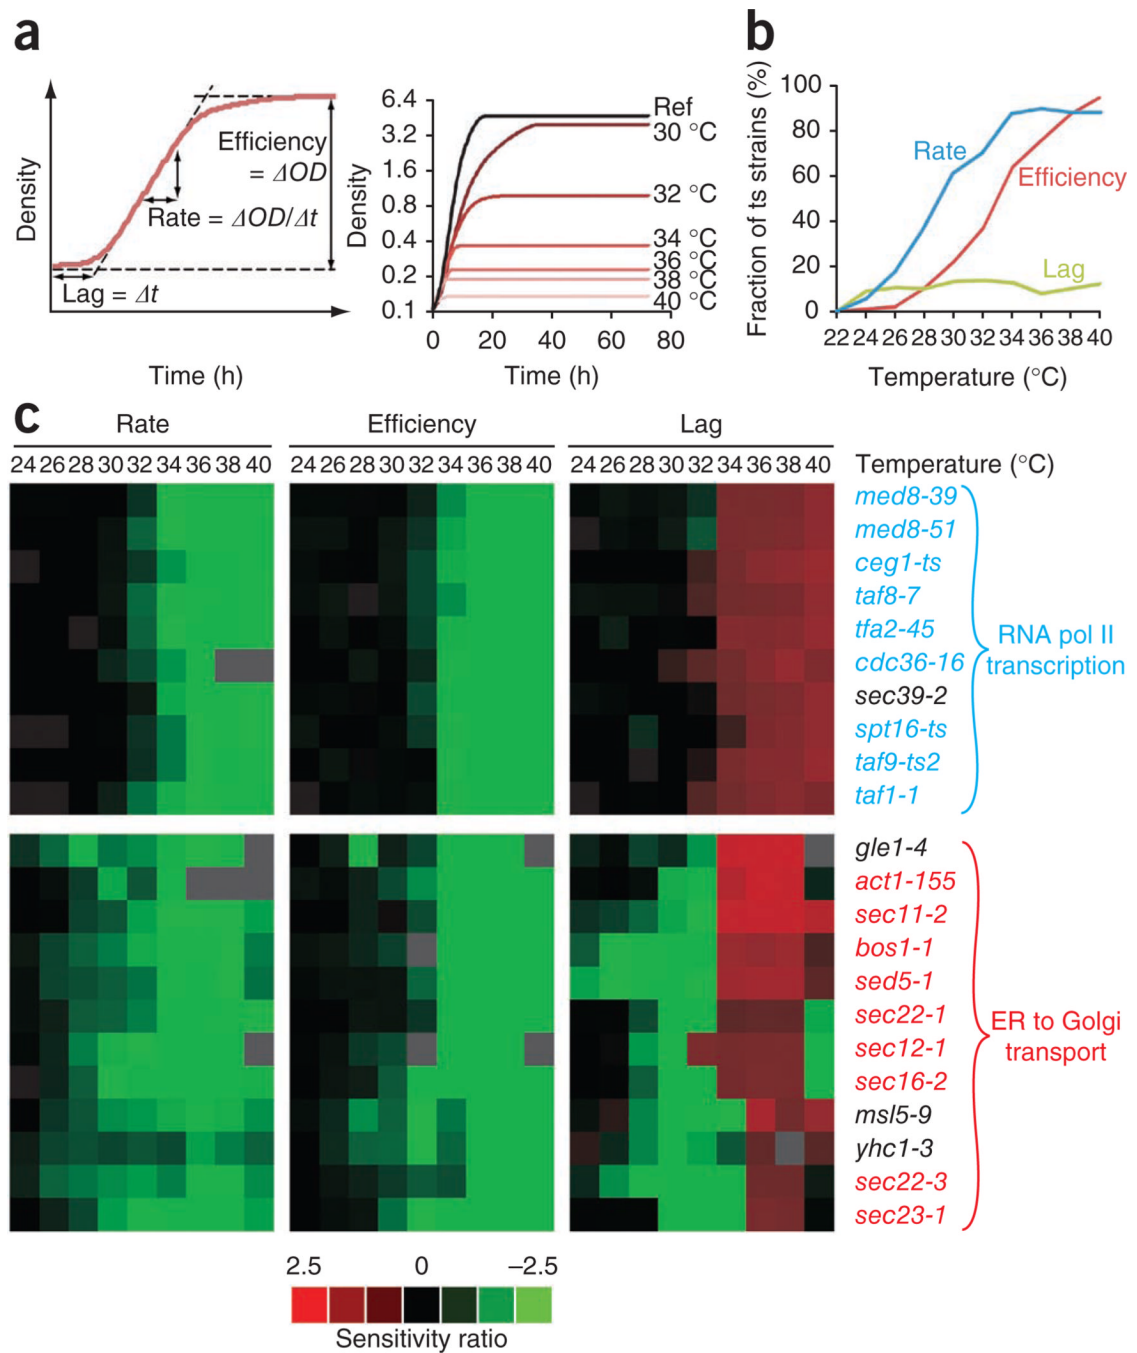 a
Density
Efficiency
= ΔOD
Rate = ΔOD/Δt
Lag = Δt
Time (h)
Density
6.4
3.2
1.6
0.8
0.4
0.2
0.1
Ref
30 °C
32 °C
34 °C
36 °C
38 °C
40 °C
0 20 40 60 80
Time (h)
b
Fraction of ts strains (%)
100
80
60
40
20
0
Rate
Efficiency
Lag
22 24 26 28 30 32 34 36 38 40
Temperature (°C)
c
Rate Efficiency Lag
24 26 28 30 32 34 36 38 40 24 26 28 30 32 34 36 38 40 24 26 28 30 32 34 36 38 40 Temperature (°C)
med8-39
med8-51
ceg1-ts
taf8-7
tfa2-45
cdc36-16
sec39-2
spt16-ts
taf9-ts2
taf1-1
RNA pol II
transcription
gle1-4
act1-155
sec11-2
bos1-1
sed5-1
sec22-1
sec12-1
sec16-2
msl5-9
yhc1-3
sec22-3
sec23-1
ER to Golgi
transport
2.5 0 –2.5
Sensitivity ratio